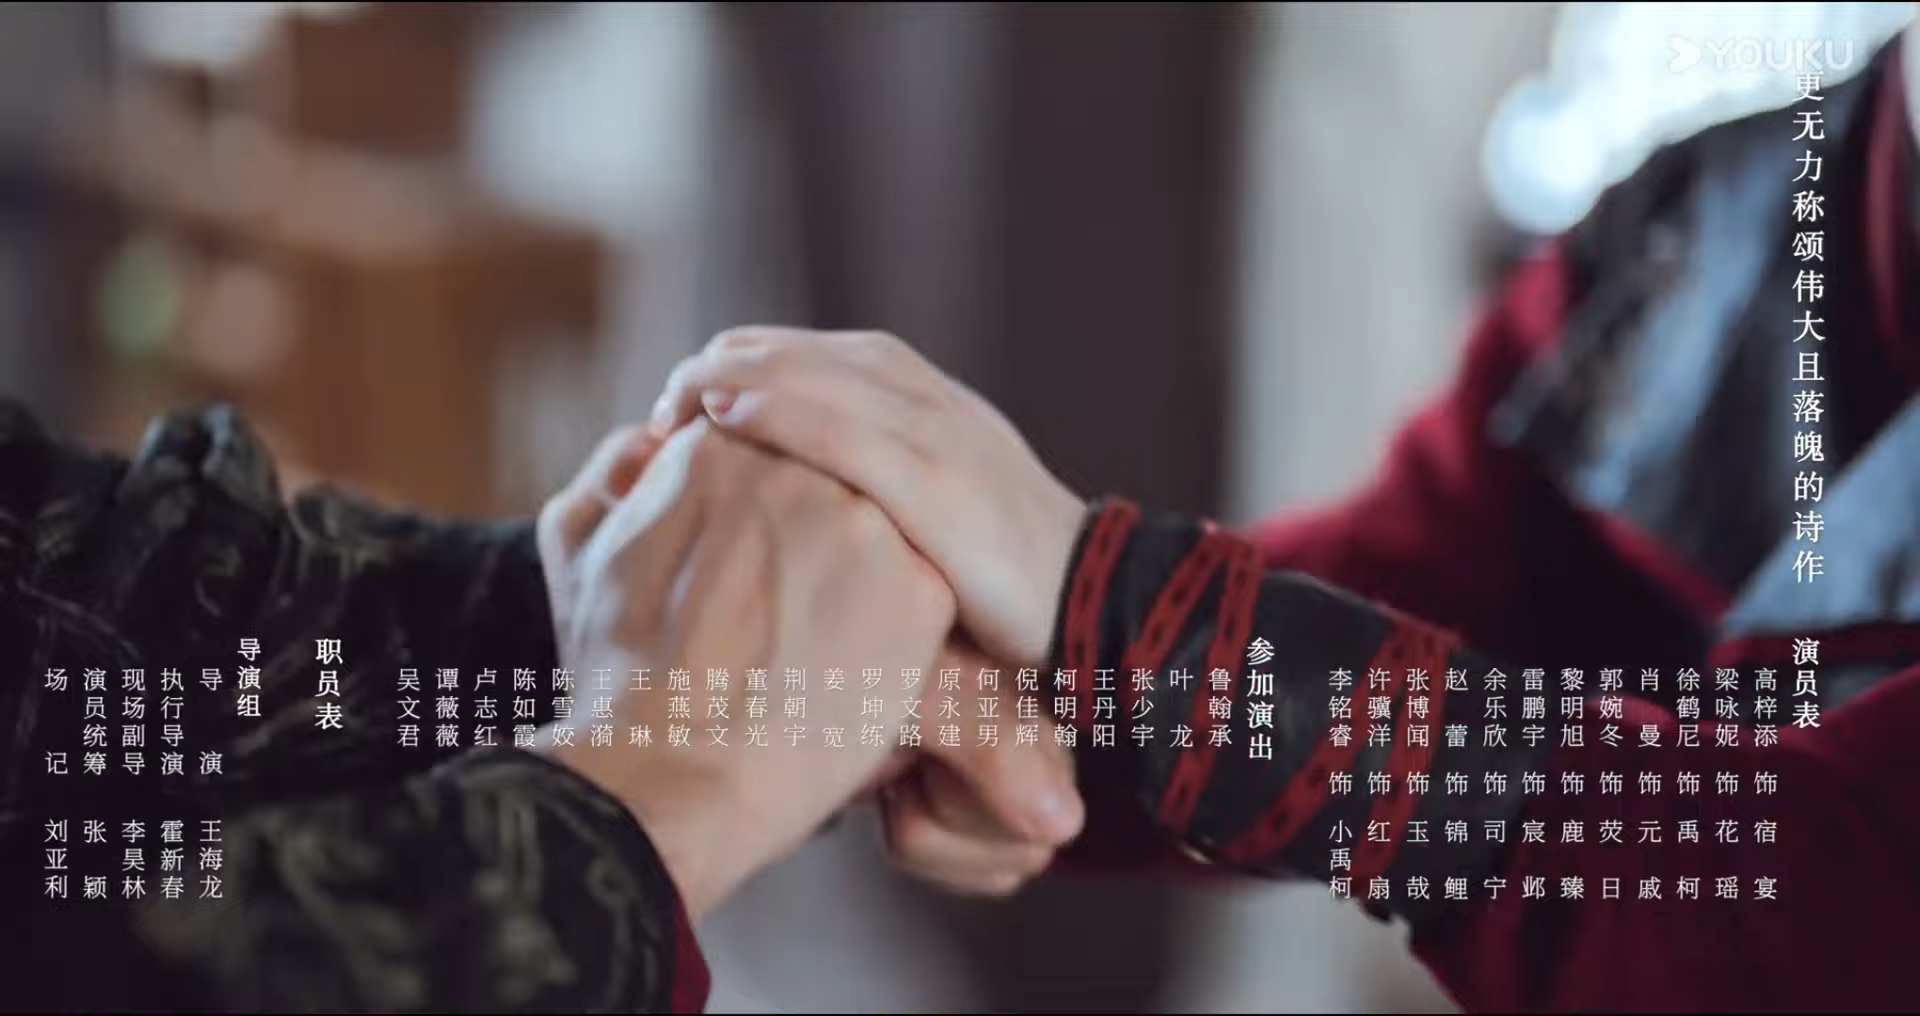 YOUKU
更无力称颂伟大且落魄的诗作
演员表
高梓添 饰 宿宴
梁咏妮 饰 花瑶
徐鹤尼 饰 禹柯
肖曼 饰 元戚
郭婉冬 饰 荧日
黎明旭 饰 鹿臻
雷鹏宇 饰 宸邺
余乐欣 饰 司宁
赵蕾 饰 锦鲤
张博闻 饰 玉哉
许骥洋 饰 红扇
李铭睿 饰 小禹柯
参加演出
鲁翰承
叶龙
张少宇
王丹阳
柯明翰
倪佳辉
何亚男
原永建
罗文路
罗坤练
姜宽
荆朝宇
董春光
腾茂文
施燕敏
王琳
王惠漪
陈雪姣
陈如霞
卢志红
谭薇薇
吴文君
职员表
导演组
导演 王海龙
执行导演 霍新春
现场副导 李昊林
演员统筹 张颖
场记 刘亚利